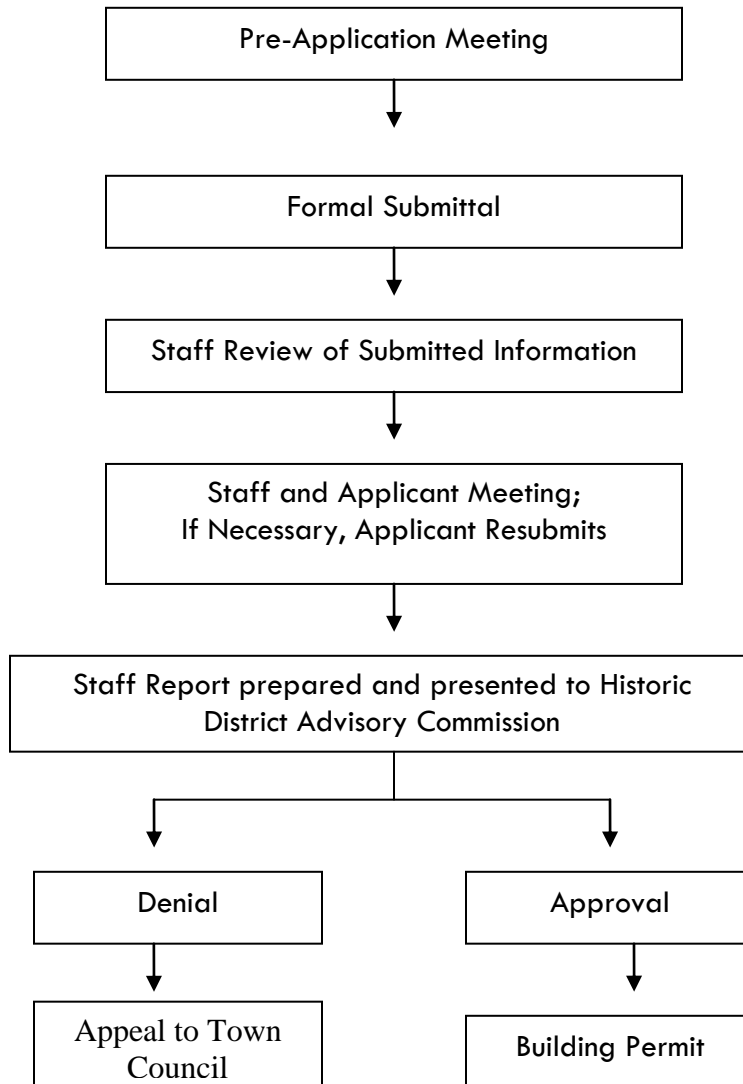 Pre-Application Meeting
Formal Submittal
Staff Review of Submitted Information
Staff and Applicant Meeting;
If Necessary, Applicant Resubmits
Staff Report prepared and presented to Historic
District Advisory Commission
Denial
Approval
Appeal to Town
Council
Building Permit